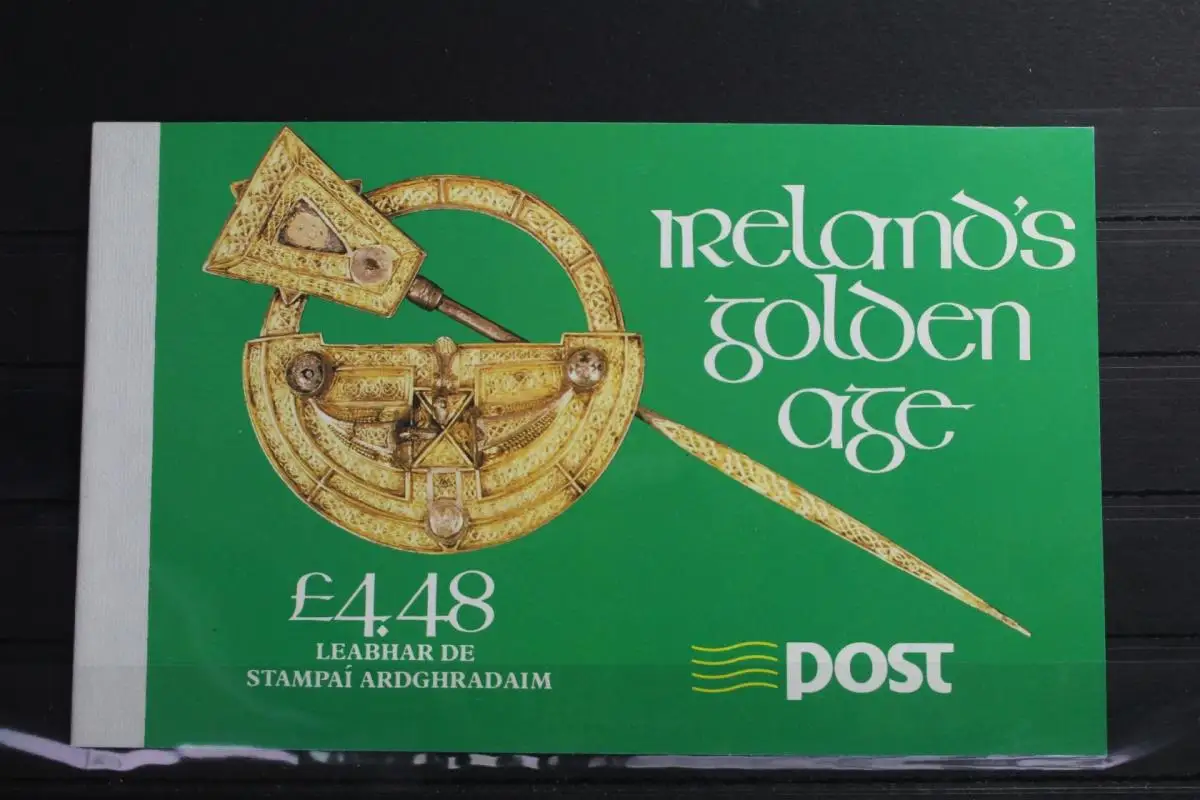 Ireland's
golden
age
£4.48
LEABHAR DE
STAMPAÍ ARDGHRADAIM
post